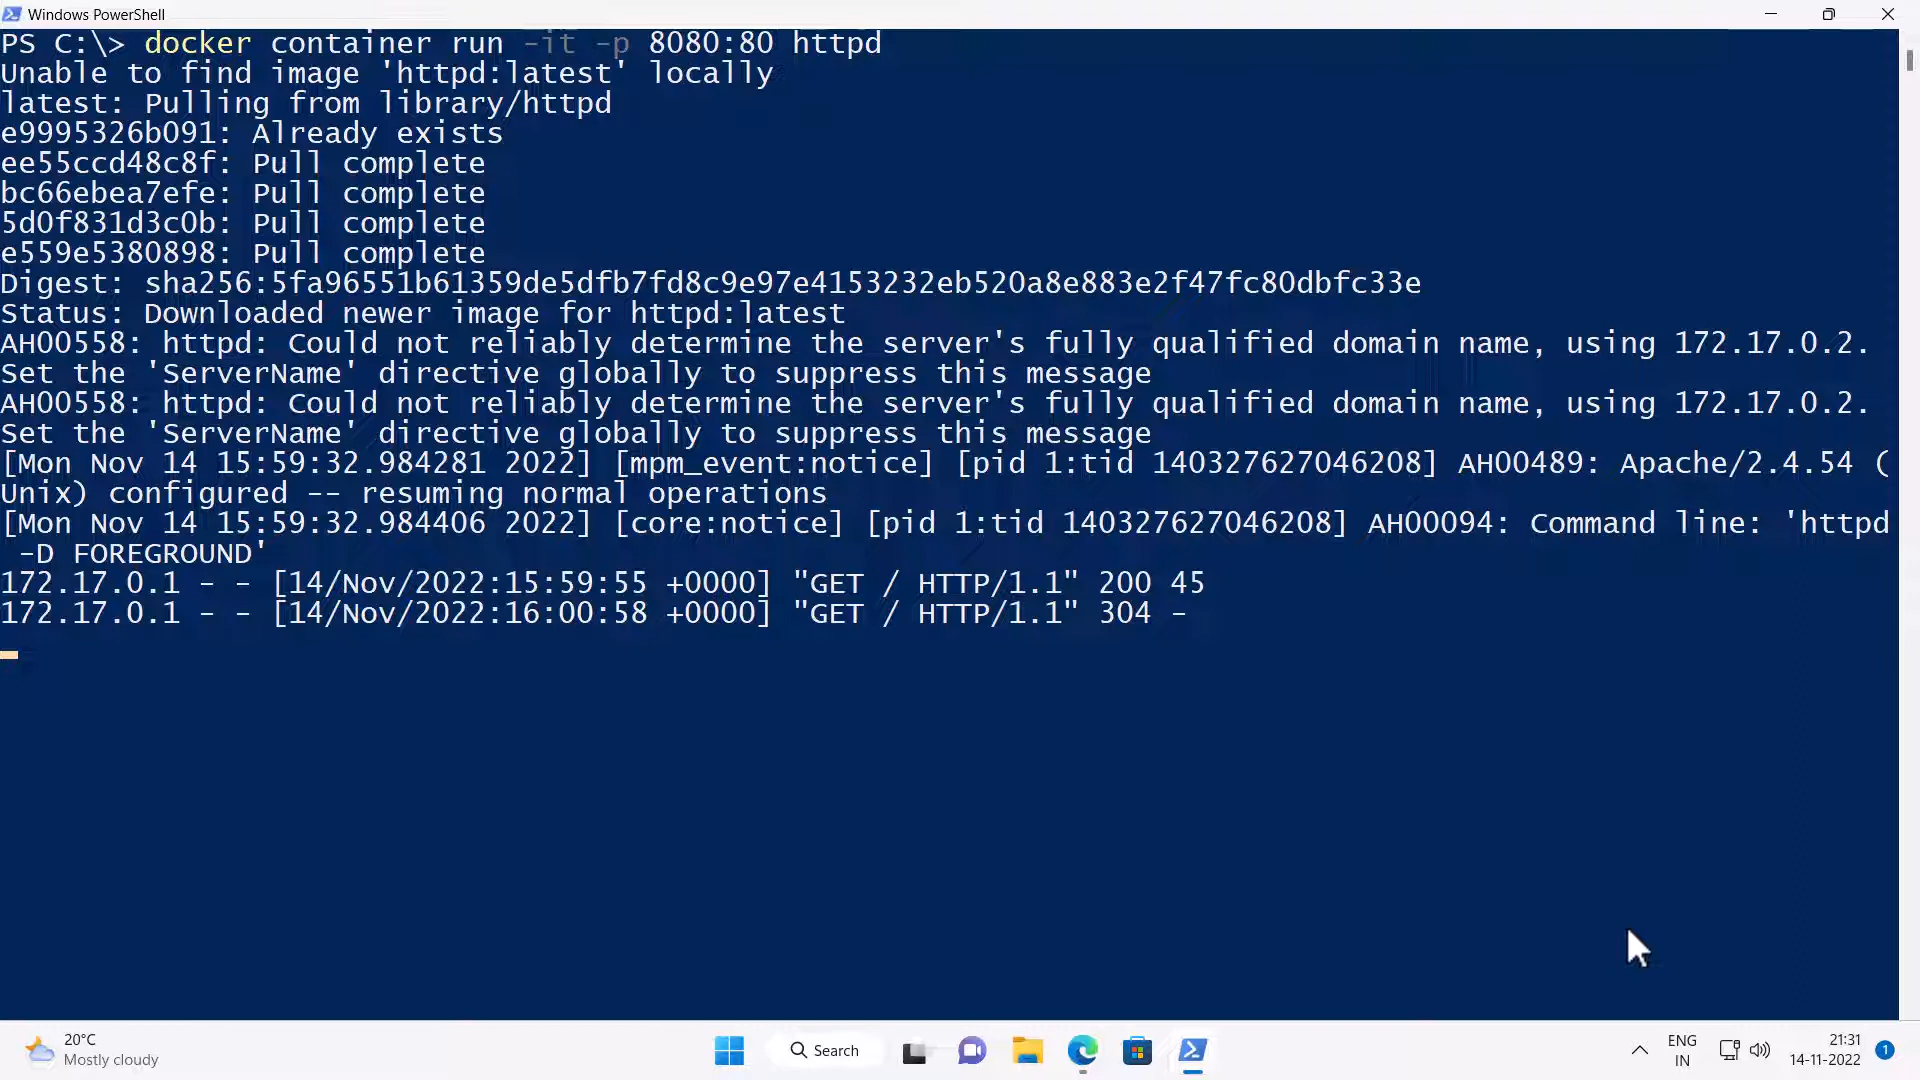 Windows PowerShell
PS C:\> docker container run -it -p 8080:80 httpd
Unable to find image 'httpd:latest' locally
latest: Pulling from library/httpd
e9995326b091: Already exists
ee55ccd48c8f: Pull complete
bc66ebea7efe: Pull complete
5d0f831d3c0b: Pull complete
e559e5380898: Pull complete
Digest: sha256:5fa96551b61359de5dfb7fd8c9e97e4153232eb520a8e883e2f47fc80dbfc33e
Status: Downloaded newer image for httpd:latest
AH00558: httpd: Could not reliably determine the server's fully qualified domain name, using 172.17.0.2.
Set the 'ServerName' directive globally to suppress this message
AH00558: httpd: Could not reliably determine the server's fully qualified domain name, using 172.17.0.2.
Set the 'ServerName' directive globally to suppress this message
[Mon Nov 14 15:59:32.984281 2022] [mpm_event:notice] [pid 1:tid 140327627046208] AH00489: Apache/2.4.54 (
Unix) configured -- resuming normal operations
[Mon Nov 14 15:59:32.984406 2022] [core:notice] [pid 1:tid 140327627046208] AH00094: Command line: 'httpd
-D FOREGROUND'
172.17.0.1 - - [14/Nov/2022:15:59:55 +0000] "GET / HTTP/1.1" 200 45
172.17.0.1 - - [14/Nov/2022:16:00:58 +0000] "GET / HTTP/1.1" 304 -
20°C
Mostly cloudy
Search
ENG
IN
21:31
14-11-2022
1